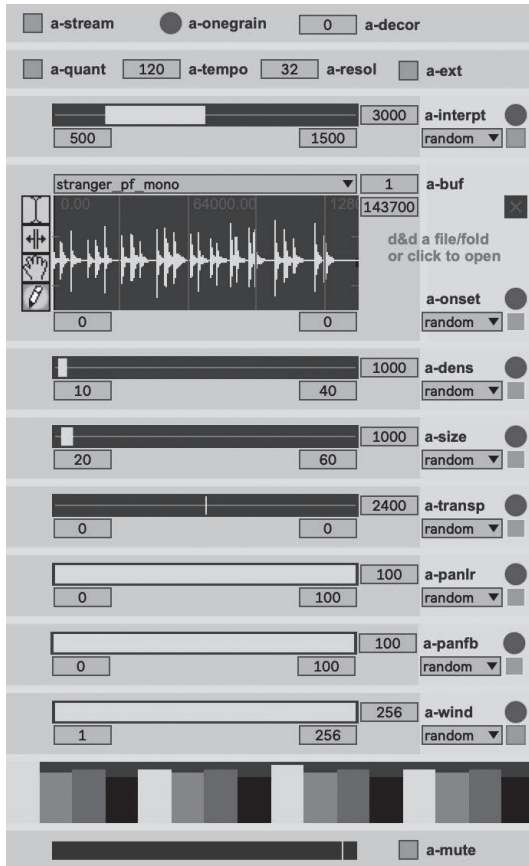 a-stream a-onegrain 0 a-decor
a-quant 120 a-tempo 32 a-resol a-ext
3000 a-interpt
500 1500 random
stranger_pf_mono 1 a-buf
0.00 64000.00 1280 143700
d&d a file/fold
or click to open
a-onset
0 0 random
1000 a-dens
10 40 random
1000 a-size
20 60 random
2400 a-transp
0 0 random
100 a-panlr
0 100 random
100 a-panfb
0 100 random
256 a-wind
1 256 random
a-mute